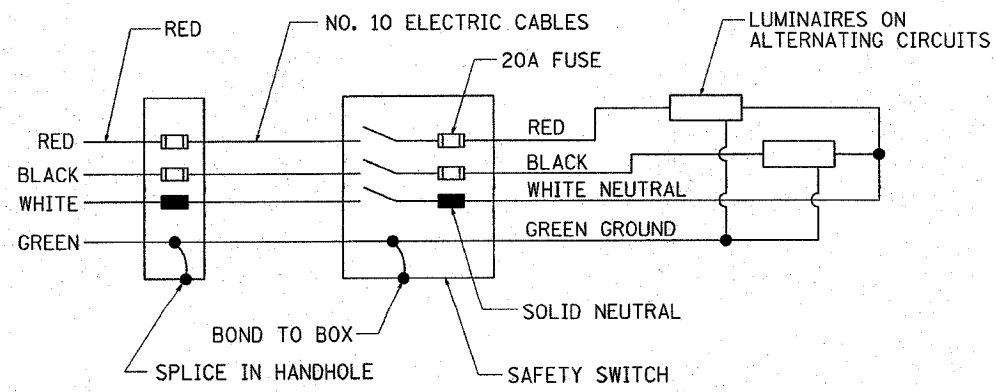 RED
NO. 10 ELECTRIC CABLES
LUMINAIRES ON
ALTERNATING CIRCUITS
20A FUSE
RED
RED
BLACK
BLACK
WHITE
WHITE NEUTRAL
GREEN
GREEN GROUND
SOLID NEUTRAL
BOND TO BOX
SPLICE IN HANDHOLE
SAFETY SWITCH